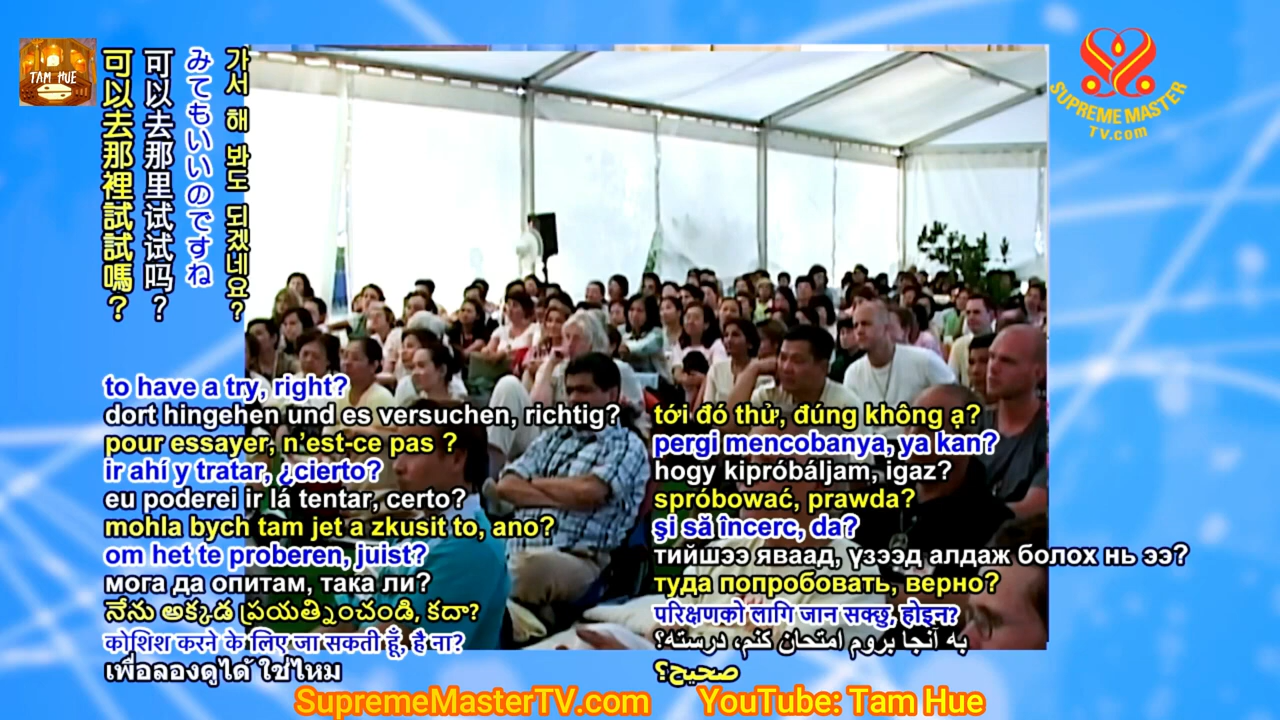 TAM HUE
可以去那裡試試嗎？
可以去那里试试吗？
みてもいいのですね
가서 해 봐도 되겠네요?
SUPREME MASTER
TV.com
to have a try, right?
dort hingehen und es versuchen, richtig?
pour essayer, n’est-ce pas ?
ir ahí y tratar, ¿cierto?
eu poderei ir lá tentar, certo?
mohla bych tam jet a zkusit to, ano?
om het te proberen, juist?
мога да опитам, така ли?
నేను అక్కడ ప్రయత్నించండి, కదా?
कोशिश करने के लिए जा सकती हूँ, है ना?
เพื่อลองดูได้ ใช่ไหม
tới đó thử, đúng không ạ?
pergi mencobanya, ya kan?
hogy kipróbáljam, igaz?
spróbować, prawda?
şi să încerc, da?
тийшээ яваад, үзээд алдаж болох нь ээ?
туда попробовать, верно?
परिक्षणको लागि जान सक्छु, होइन?
به آنجا بروم امتحان کنم، درسته؟
صحيح؟
SupremeMasterTV.com
YouTube: Tam Hue